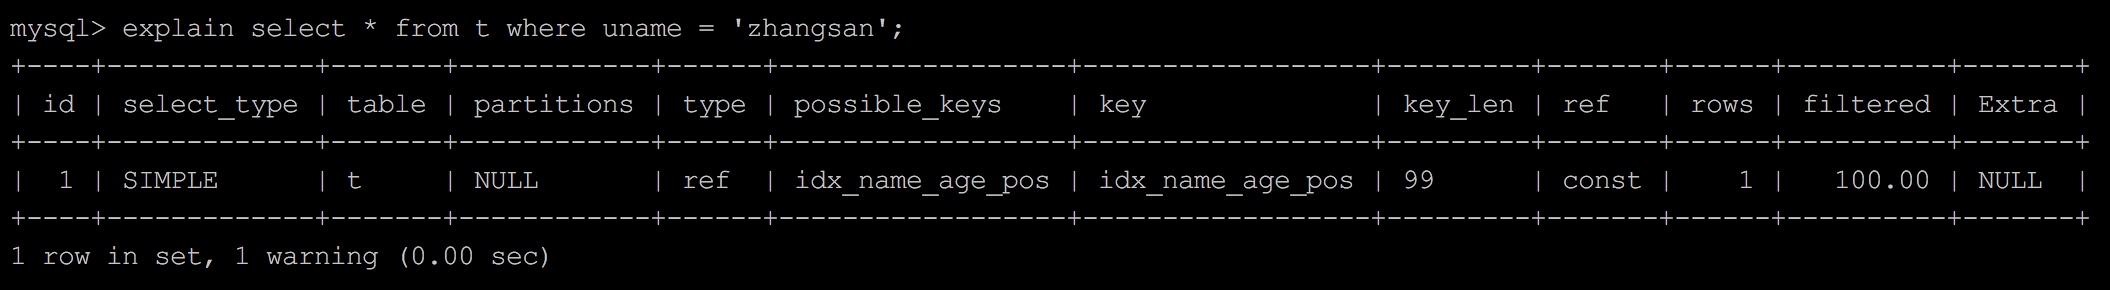 mysql> explain select * from t where uname = 'zhangsan';
+----+-------------+-------+------------+------+------------------+------------------+---------+-------+------+----------+-------+
| id | select_type | table | partitions | type | possible_keys    | key              | key_len | ref   | rows | filtered | Extra |
+----+-------------+-------+------------+------+------------------+------------------+---------+-------+------+----------+-------+
|  1 | SIMPLE      | t     | NULL       | ref  | idx_name_age_pos | idx_name_age_pos | 99      | const |    1 |   100.00 | NULL  |
+----+-------------+-------+------------+------+------------------+------------------+---------+-------+------+----------+-------+
1 row in set, 1 warning (0.00 sec)